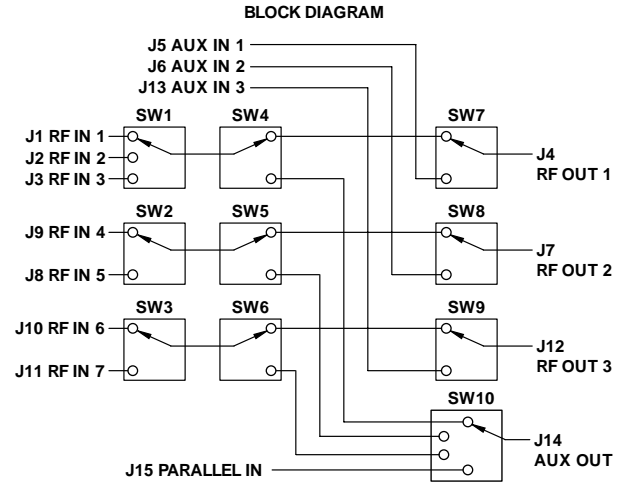 BLOCK DIAGRAM
J5 AUX IN 1
J6 AUX IN 2
J13 AUX IN 3
SW1
SW4
SW7
J1 RF IN 1
J2 RF IN 2
J3 RF IN 3
J4
RF OUT 1
SW2
SW5
SW8
J9 RF IN 4
J8 RF IN 5
J7
RF OUT 2
SW3
SW6
SW9
J10 RF IN 6
J11 RF IN 7
J12
RF OUT 3
SW10
J14
AUX OUT
J15 PARALLEL IN